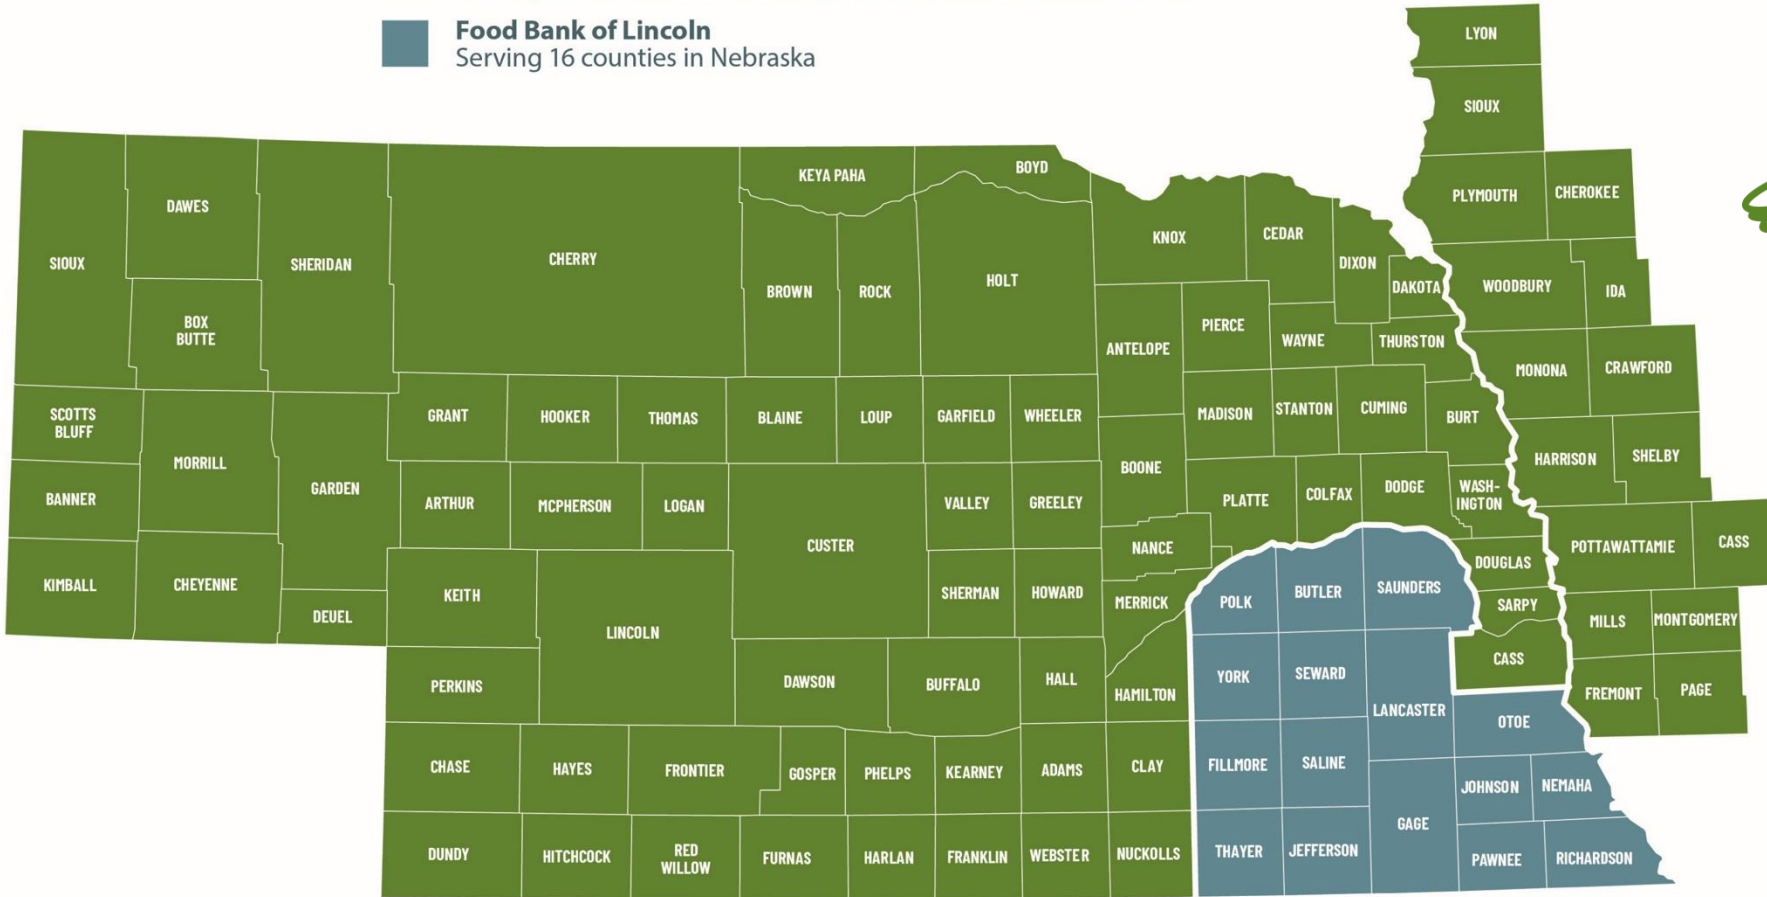 Food Bank of Lincoln
Serving 16 counties in Nebraska
LYON
SIOUX
PLYMOUTH
CHEROKEE
WOODBURY
IDA
MONONA
CRAWFORD
HARRISON
SHELBY
POTTAWATTAMIE
CASS
MILLS
MONTGOMERY
FREMONT
PAGE
SIOUX
DAWES
BOX
BUTTE
SHERIDAN
CHERRY
KEYA PAHA
BOYD
BROWN
ROCK
HOLT
KNOX
CEDAR
DIXON
DAKOTA
ANTELOPE
PIERCE
WAYNE
THURSTON
SCOTTS
BLUFF
MORRILL
GARDEN
GRANT
HOOKER
THOMAS
BLAINE
LOUP
GARFIELD
WHEELER
MADISON
STANTON
CUMING
BURT
BANNER
ARTHUR
MCPHERSON
LOGAN
CUSTER
VALLEY
GREELEY
BOONE
PLATTE
COLFAX
DODGE
WASH-
INGTON
NANCE
KIMBALL
CHEYENNE
DEUEL
KEITH
LINCOLN
SHERMAN
HOWARD
MERRICK
POLK
BUTLER
SAUNDERS
DOUGLAS
SARPY
CASS
PERKINS
DAWSON
BUFFALO
HALL
HAMILTON
YORK
SEWARD
LANCASTER
OTOE
CHASE
HAYES
FRONTIER
GOSPER
PHELPS
KEARNEY
ADAMS
CLAY
FILLMORE
SALINE
GAGE
JOHNSON
NEMAHA
DUNDY
HITCHCOCK
RED
WILLOW
FURNAS
HARLAN
FRANKLIN
WEBSTER
NUCKOLLS
THAYER
JEFFERSON
PAWNEE
RICHARDSON